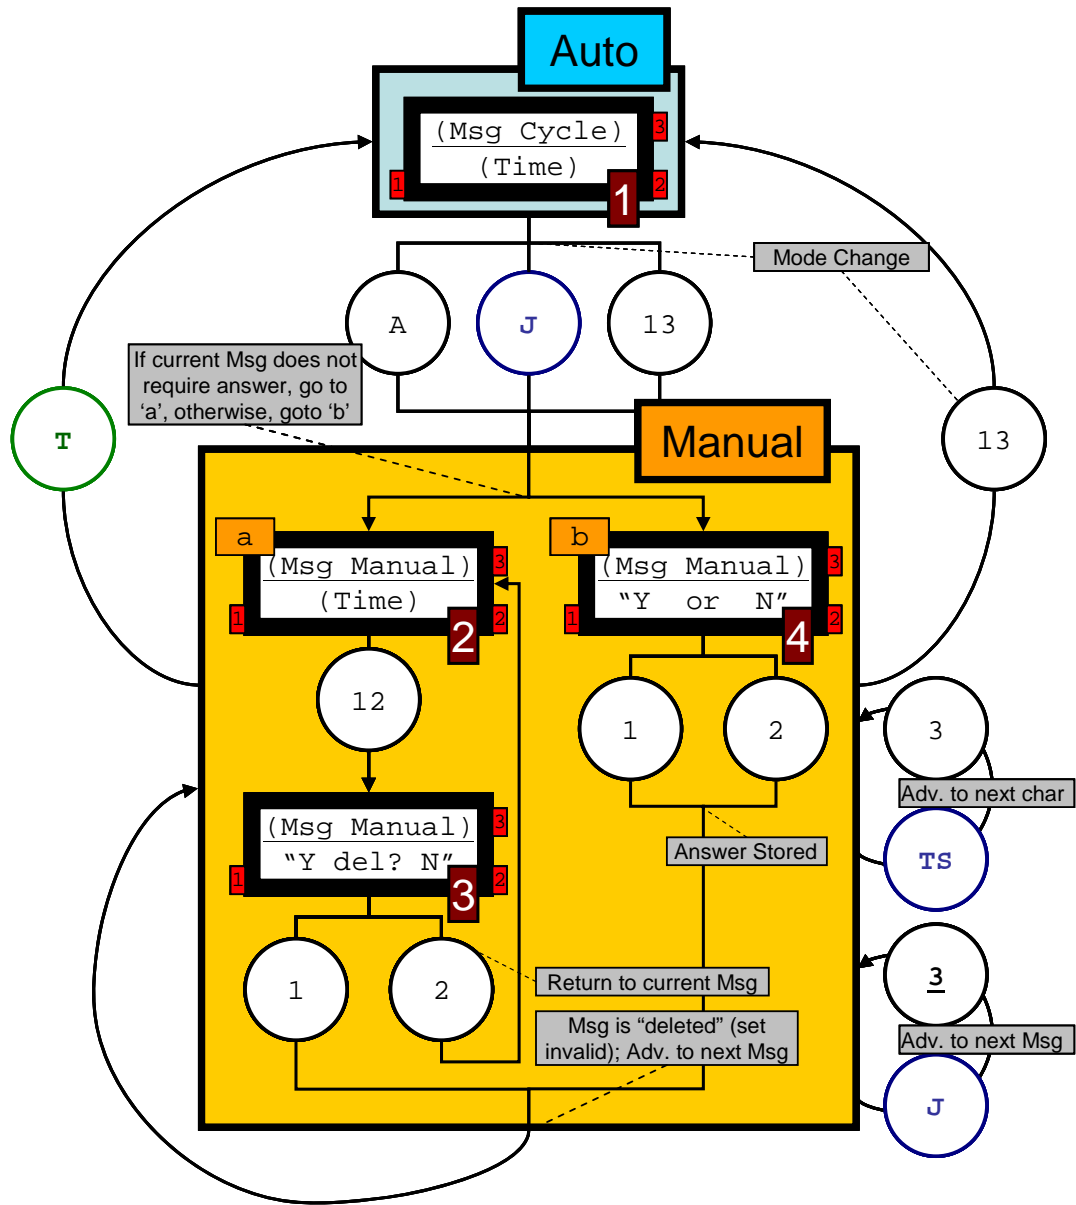 Auto
(Msg Cycle)
(Time)
3
1
2
1
Mode Change
A
J
13
If current Msg does not
require answer, go to
‘a’, otherwise, goto ‘b’
T
13
Manual
a
(Msg Manual)
(Time)
3
1
2
2
b
(Msg Manual)
“Y or N”
3
1
2
4
12
1
2
3
Adv. to next char
TS
(Msg Manual)
“Y del? N”
3
1
2
3
Answer Stored
1
2
Return to current Msg
Msg is “deleted” (set
invalid); Adv. to next Msg
3
Adv. to next Msg
J